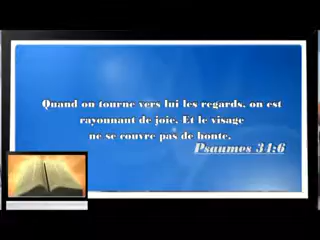 Quand on tourne vers lui les regards, on est
rayonnant de joie, Et le visage
ne se couvre pas de honte.
Psaumes 34:6